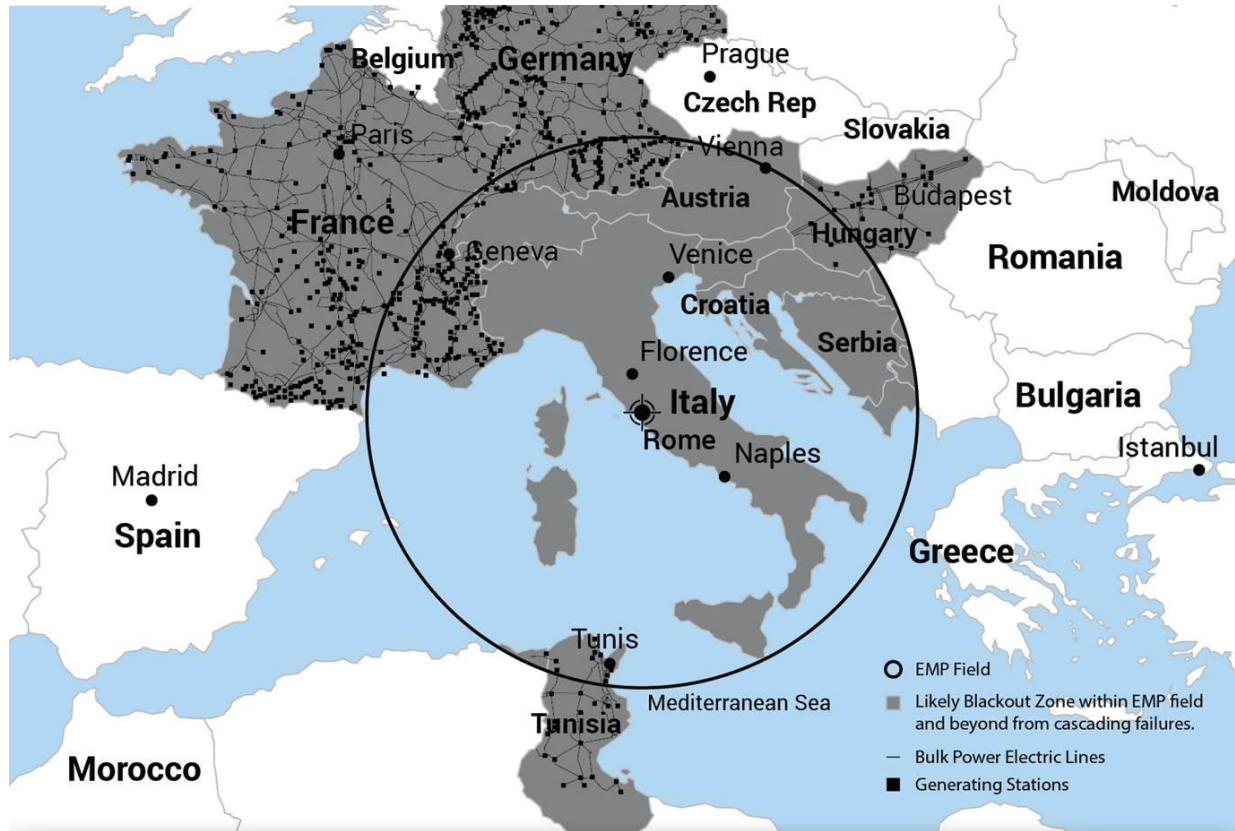 Belgium
Germany
Prague
Czech Rep
Slovakia
Paris
Vienna
Austria
Budapest
Moldova
France
Hungary
Geneva
Venice
Romania
Croatia
Serbia
Florence
Italy
Bulgaria
Rome
Naples
Istanbul
Madrid
Spain
Greece
Tunis
EMP Field
Mediterranean Sea
Likely Blackout Zone within EMP field
and beyond from cascading failures.
Tunisia
Bulk Power Electric Lines
Morocco
Generating Stations